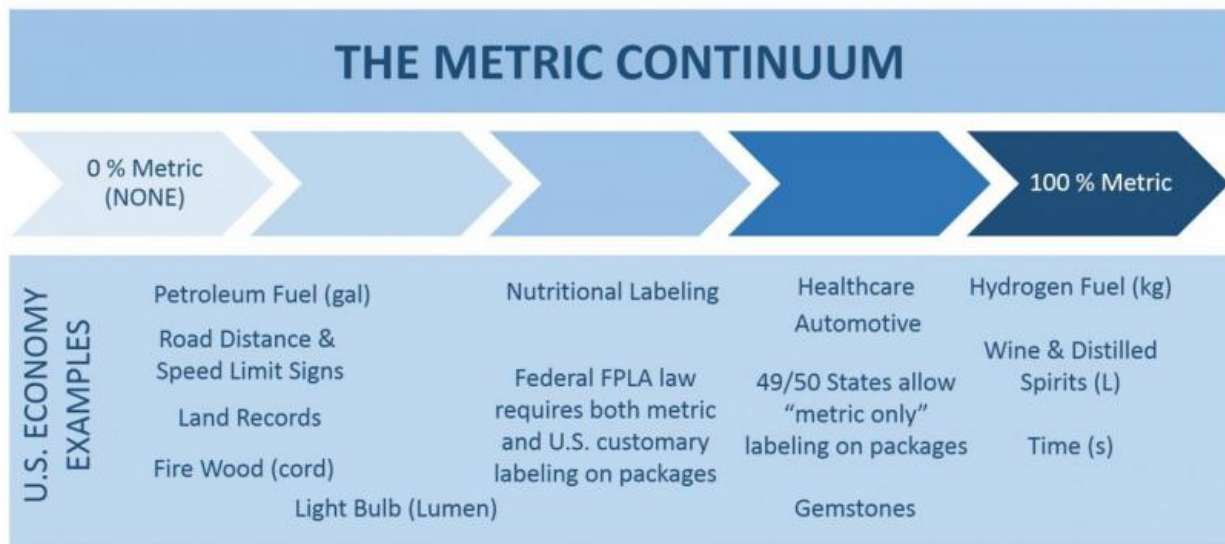 THE METRIC CONTINUUM
0 % Metric
(NONE)
100 % Metric
U.S. ECONOMY
EXAMPLES
Petroleum Fuel (gal)
Road Distance &
Speed Limit Signs
Land Records
Fire Wood (cord)
Light Bulb (Lumen)
Nutritional Labeling
Federal FPLA law
requires both metric
and U.S. customary
labeling on packages
Healthcare
Automotive
49/50 States allow
“metric only”
labeling on packages
Gemstones
Hydrogen Fuel (kg)
Wine & Distilled
Spirits (L)
Time (s)